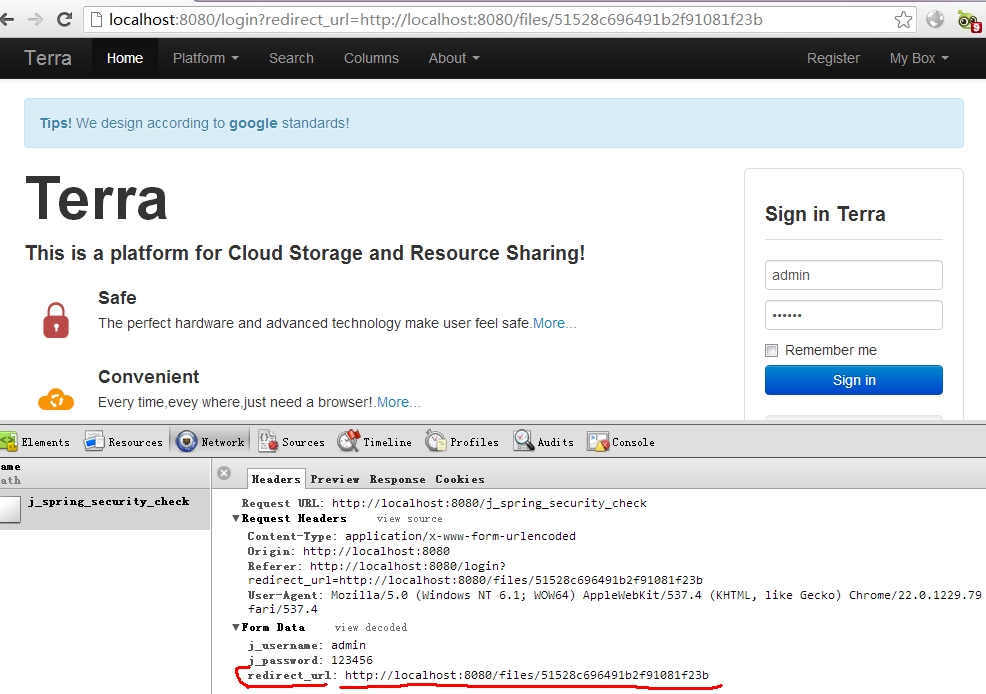 localhost:8080/login?redirect_url=http://localhost:8080/files/51528c696491b2f91081f23b
9
Terra Home Platform Search Columns About Register My Box
Tips! We design according to google standards!
Terra
This is a platform for Cloud Storage and Resource Sharing!
Safe
The perfect hardware and advanced technology make user feel safe.More...
Convenient
Every time,evey where,just need a browser!.More...
Sign in Terra
admin
••••••
Remember me
Sign in
Elements Resources Network Sources Timeline Profiles Audits Console
ame
ath
j_spring_security_check
Headers Preview Response Cookies
Request URL: http://localhost:8080/j_spring_security_check
▼Request Headers view source
Content-Type: application/x-www-form-urlencoded
Origin: http://localhost:8080
Referer: http://localhost:8080/login?
redirect_url=http://localhost:8080/files/51528c696491b2f91081f23b
User-Agent: Mozilla/5.0 (Windows NT 6.1; WOW64) AppleWebKit/537.4 (KHTML, like Gecko) Chrome/22.0.1229.79
fari/537.4
▼Form Data view decoded
j_username: admin
j_password: 123456
redirect_url: http://localhost:8080/files/51528c696491b2f91081f23b